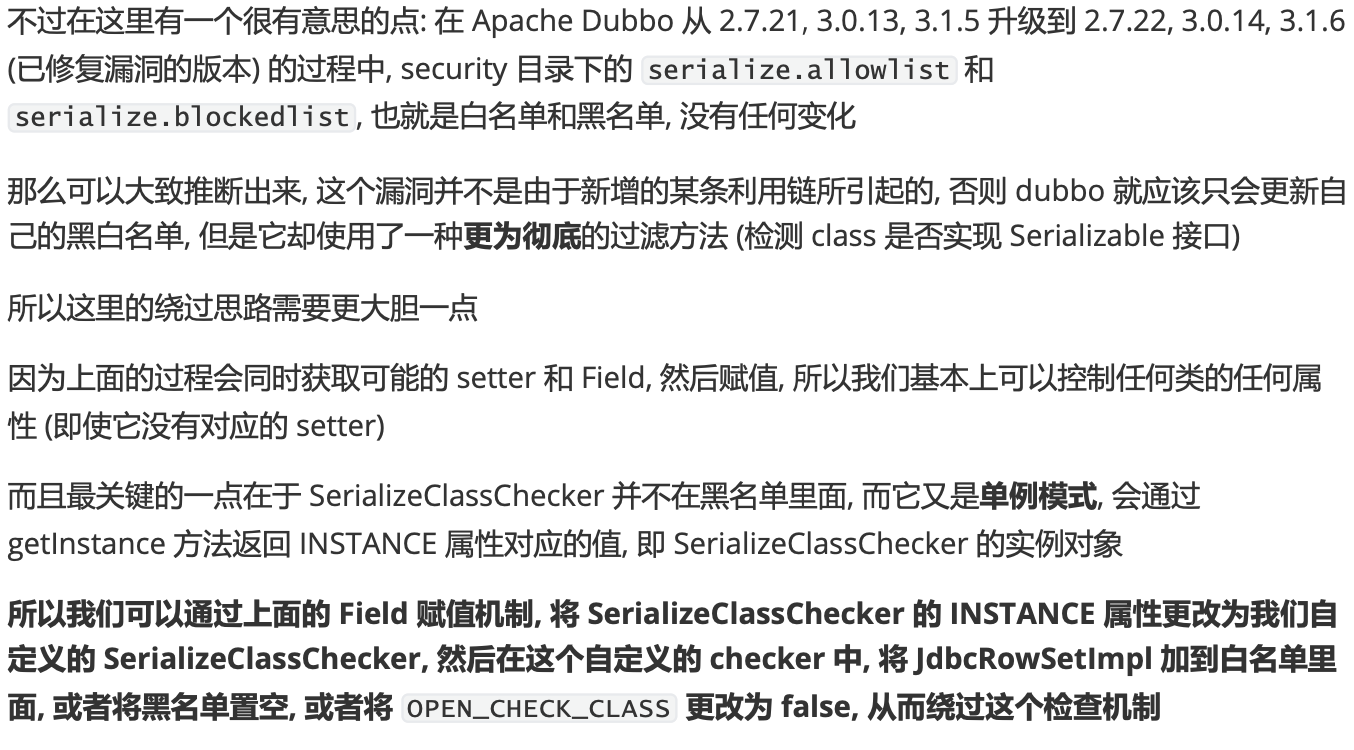 不过在这里有一个很有意思的点: 在 Apache Dubbo 从 2.7.21, 3.0.13, 3.1.5 升级到 2.7.22, 3.0.14, 3.1.6
(已修复漏洞的版本) 的过程中, security 目录下的 serialize.allowlist 和
serialize.blockedlist, 也就是白名单和黑名单, 没有任何变化
那么可以大致推断出来, 这个漏洞并不是由于新增的某条利用链所引起的, 否则 dubbo 就应该只会更新自
己的黑白名单, 但是它却使用了一种更为彻底的过滤方法 (检测 class 是否实现 Serializable 接口)
所以这里的绕过思路需要更大胆一点
因为上面的过程会同时获取可能的 setter 和 Field, 然后赋值, 所以我们基本上可以控制任何类的任何属
性 (即使它没有对应的 setter)
而且最关键的一点在于 SerializeClassChecker 并不在黑名单里面, 而它又是单例模式, 会通过
getInstance 方法返回 INSTANCE 属性对应的值, 即 SerializeClassChecker 的实例对象
所以我们可以通过上面的 Field 赋值机制, 将 SerializeClassChecker 的 INSTANCE 属性更改为我们自
定义的 SerializeClassChecker, 然后在这个自定义的 checker 中, 将 JdbcRowSetImpl 加到白名单里
面, 或者将黑名单置空, 或者将 OPEN_CHECK_CLASS 更改为 false, 从而绕过这个检查机制